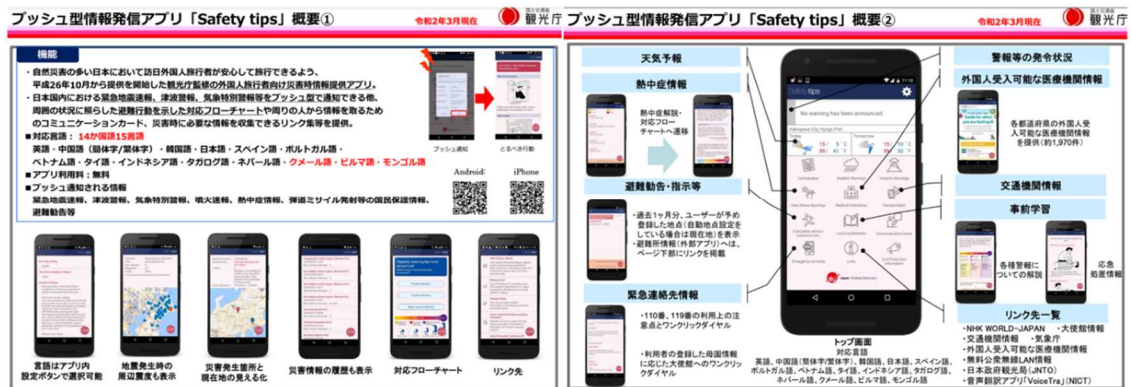 プッシュ型情報発信アプリ「Safety tips」概要①
令和2年3月現在
国土交通省
観光庁
機能
・自然災害の多い日本において訪日外国人旅行者が安心して旅行できるよう、
平成26年10月から提供を開始した観光庁監修の外国人旅行者向け災害時情報提供アプリ。
・日本国内における緊急地震速報、津波警報、気象特別警報等をプッシュ型で通知できる他、
周囲の状況に照らした避難行動を示した対応フローチャートや周りの人から情報を取るため
のコミュニケーションカード、災害時に必要な情報を収集できるリンク集等を提供。
■対応言語： 14か国語15言語
英語・中国語（簡体字/繁体字）・韓国語・日本語・スペイン語・ポルトガル語・
ベトナム語・タイ語・インドネシア語・タガログ語・ネパール語・クメール語・ビルマ語・モンゴル語
■アプリ利用料：無料
■プッシュ通知される情報
緊急地震速報、津波警報、気象特別警報、噴火速報、熱中症情報、弾道ミサイル発射等の国民保護情報、
避難勧告等
プッシュ通知
とるべき行動
Android:
iPhone
言語はアプリ内
設定ボタンで選択可能
地震発生時の
周辺震度も表示
災害発生箇所と
現在地の見える化
災害情報の履歴も表示
対応フローチャート
リンク先
プッシュ型情報発信アプリ「Safety tips」概要②
令和2年3月現在
国土交通省
観光庁
天気予報
熱中症情報
熱中症解説・
対応フロー
チャートへ遷移
避難勧告・指示等
・過去1ヶ月分、ユーザーが予め
登録した地点（自動地点設定を
している場合は現在地）を表示
・避難所情報（外部アプリ）へは、
ページ下部にリンクを掲載
緊急連絡先情報
・110番、119番の利用上の注
意点とワンクリックダイヤル
・利用者の登録した母国情報
に応じた大使館へのワンクリッ
クダイヤル
Safety tips
No warning has been announced.
Today
Tomorrow
トップ画面
対応言語
英語、中国語（簡体字/繁体字）、韓国語、日本語、スペイン語、
ポルトガル語、ベトナム語、タイ語、インドネシア語、タガログ語、
ネパール語、クメール語、ビルマ語、モンゴル語
警報等の発令状況
外国人受入可能な医療機関情報
各都道府県の外国人受
入可能な医療機関情報
を提供（約1,970件）
交通機関情報
事前学習
各種警報に
ついての解説
応急
処置情報
リンク先一覧
・NHK WORLD-JAPAN ・大使館情報
・交通機関情報 ・気象庁
・外国人受入可能な医療機関情報
・無料公衆無線LAN情報
・日本政府観光局（JNTO）
・音声翻訳アプリ「VoiceTra」（NICT）